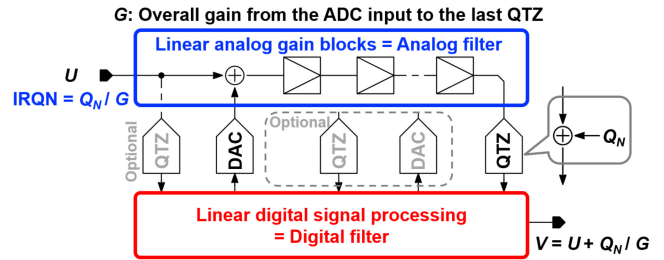 G: Overall gain from the ADC input to the last QTZ
Linear analog gain blocks = Analog filter
U
IRQN = Q_N / G
Optional
QTZ
DAC
Optional
QTZ
DAC
QTZ
Q_N
Linear digital signal processing
= Digital filter
V = U + Q_N / G